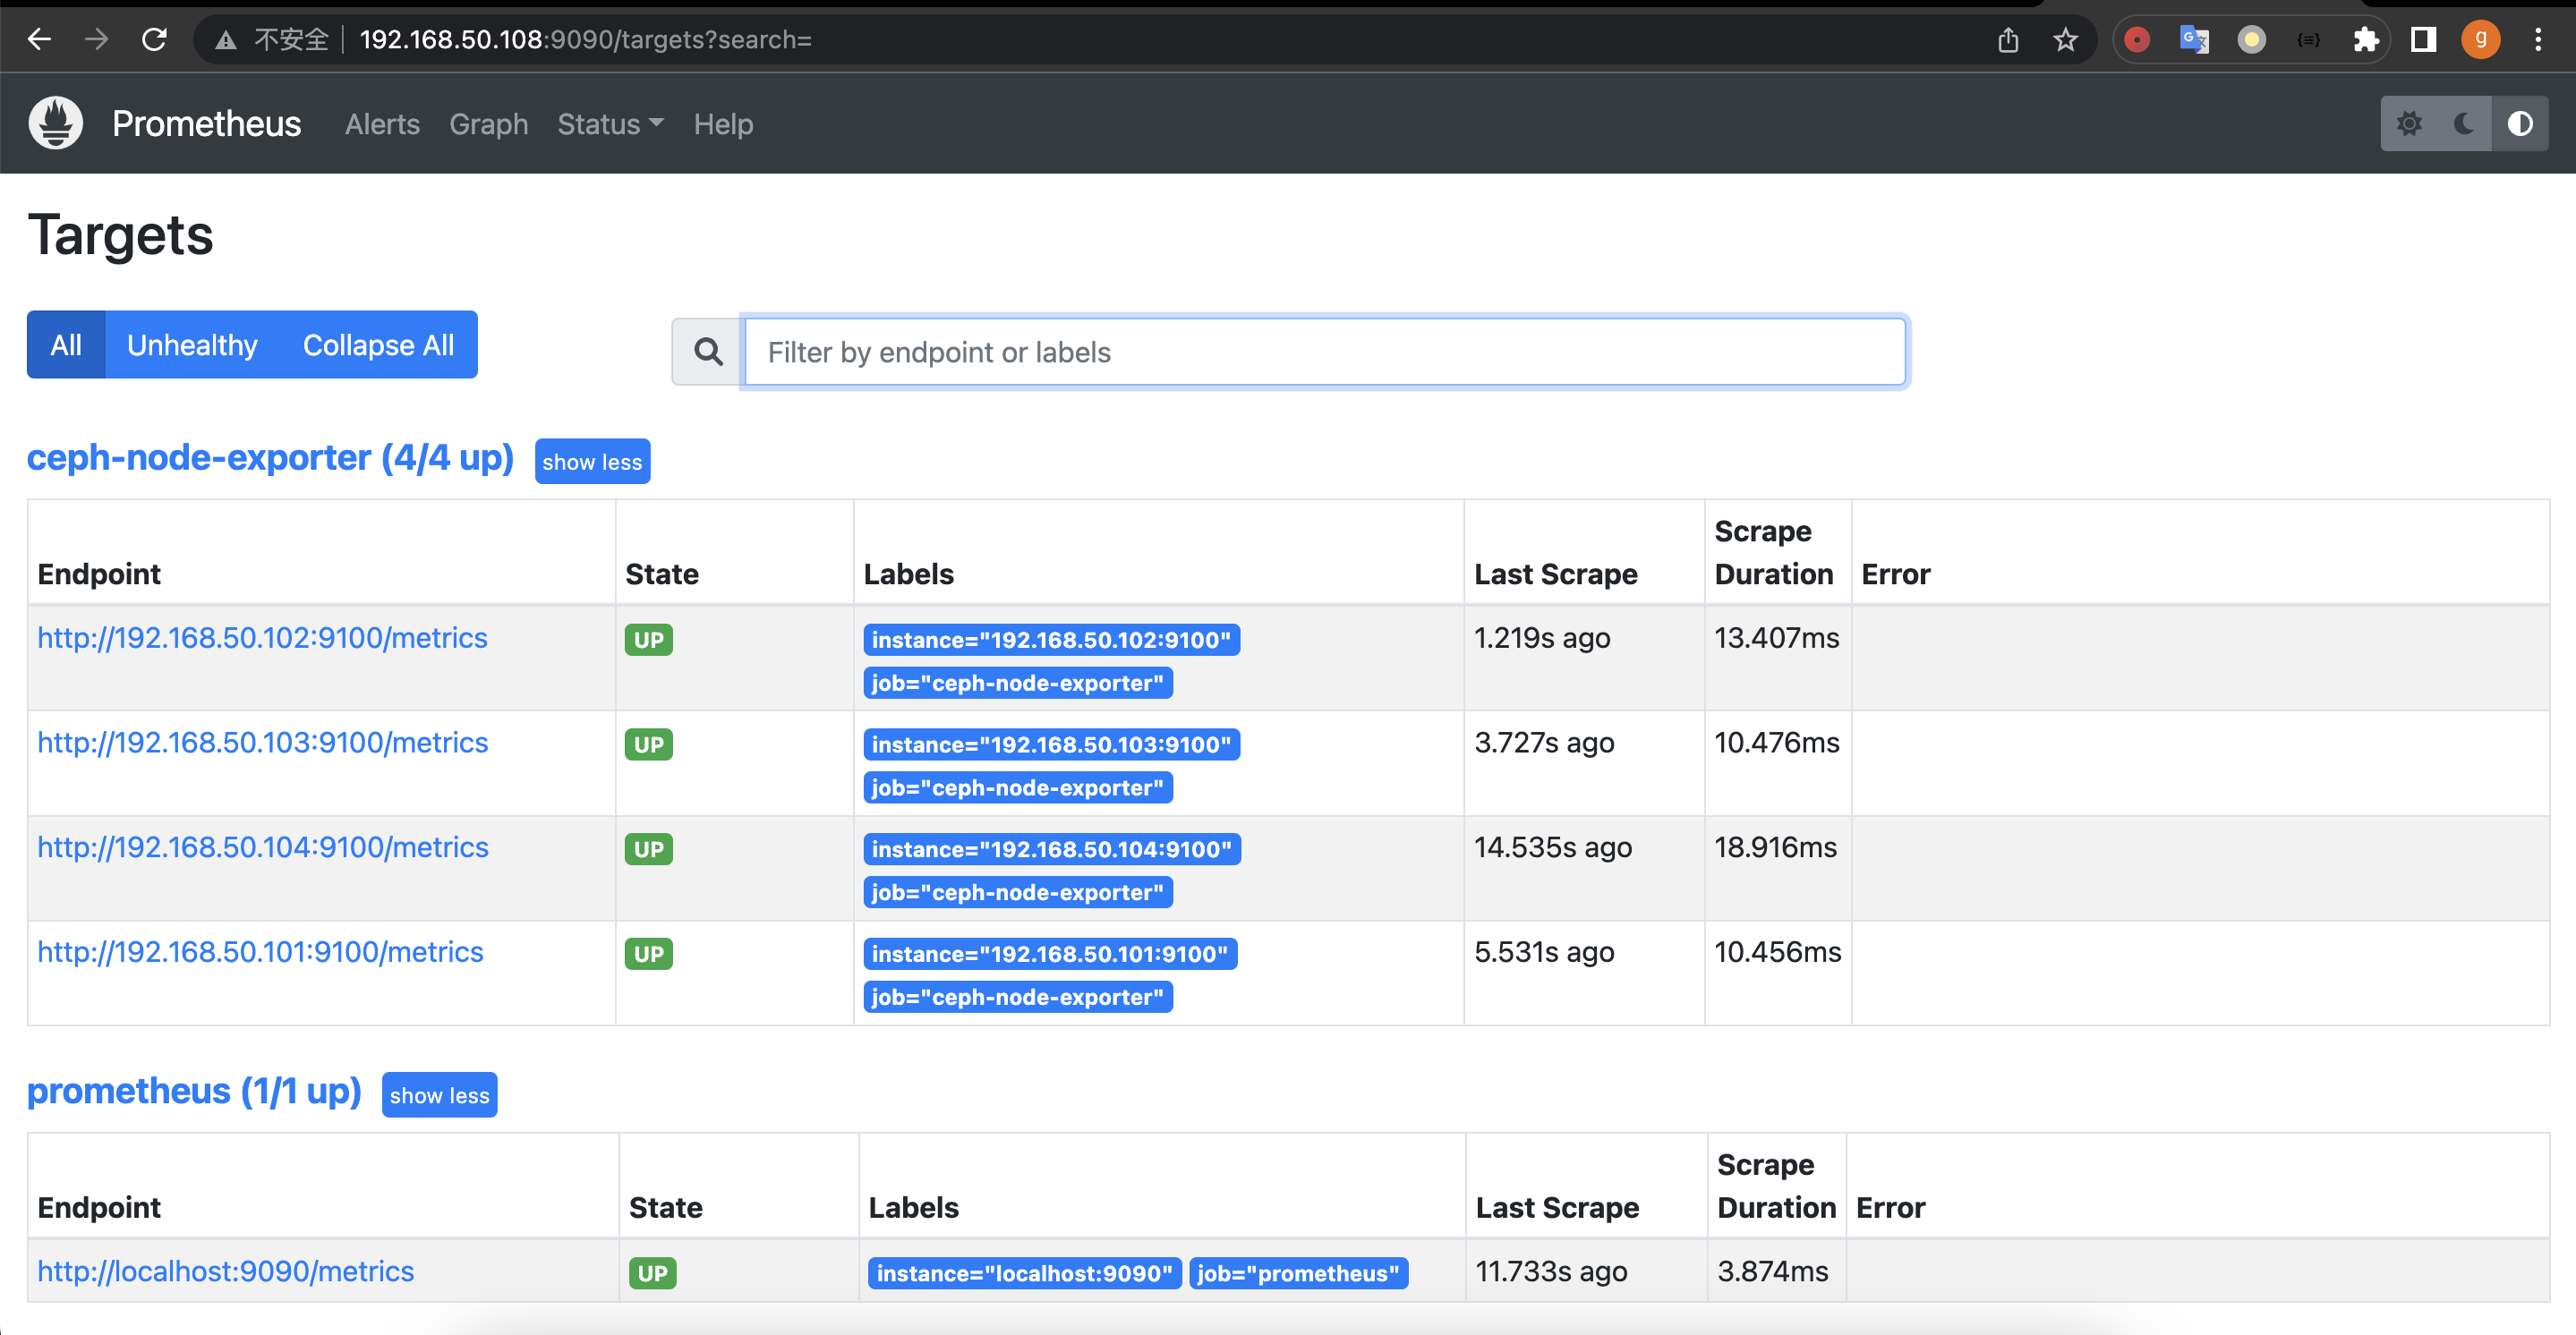 不安全 192.168.50.108:9090/targets?search=
g
Prometheus Alerts Graph Status Help
Targets
All Unhealthy Collapse All
Filter by endpoint or labels
ceph-node-exporter (4/4 up) show less
Endpoint State Labels Last Scrape Scrape Duration Error
http://192.168.50.102:9100/metrics UP instance="192.168.50.102:9100" 1.219s ago 13.407ms
job="ceph-node-exporter"
http://192.168.50.103:9100/metrics UP instance="192.168.50.103:9100" 3.727s ago 10.476ms
job="ceph-node-exporter"
http://192.168.50.104:9100/metrics UP instance="192.168.50.104:9100" 14.535s ago 18.916ms
job="ceph-node-exporter"
http://192.168.50.101:9100/metrics UP instance="192.168.50.101:9100" 5.531s ago 10.456ms
job="ceph-node-exporter"
prometheus (1/1 up) show less
Endpoint State Labels Last Scrape Scrape Duration Error
http://localhost:9090/metrics UP instance="localhost:9090" job="prometheus" 11.733s ago 3.874ms